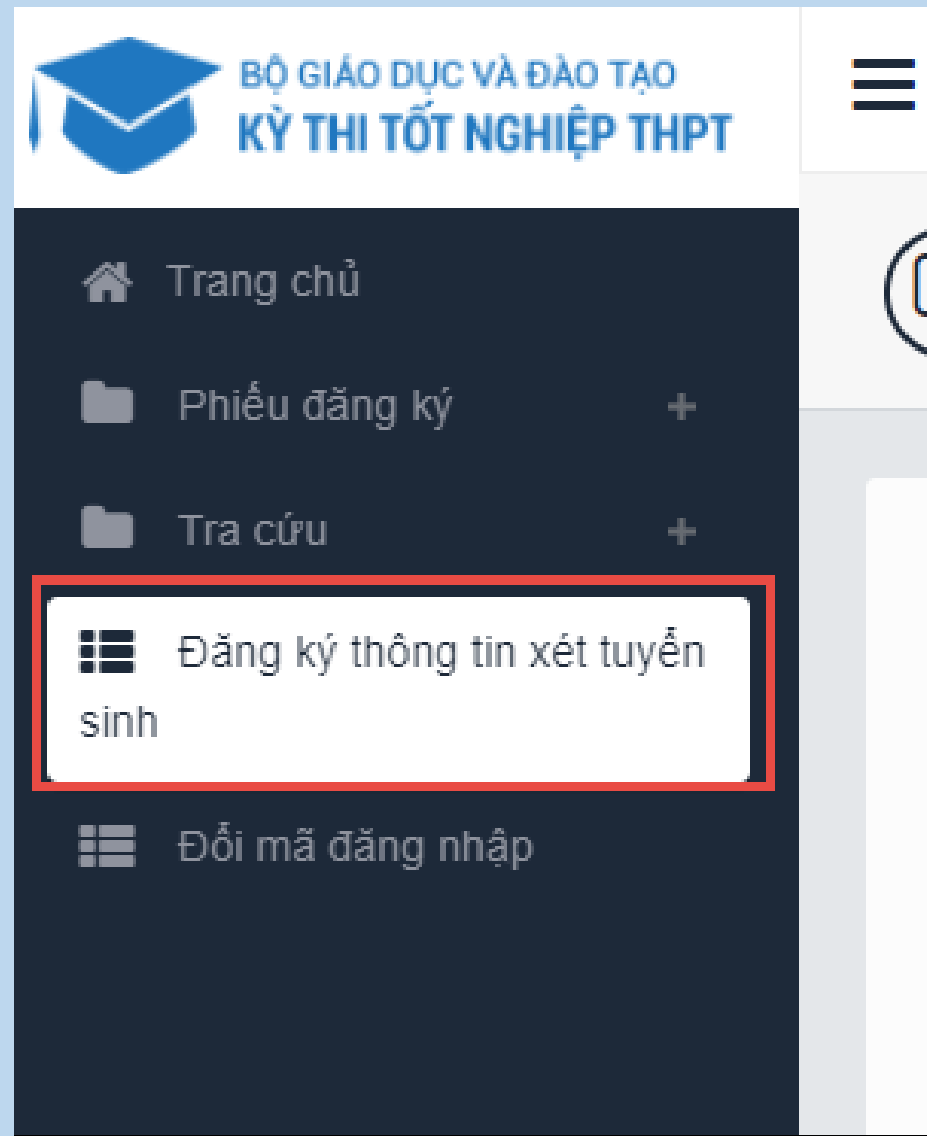 BỘ GIÁO DỤC VÀ ĐÀO TẠO
KỲ THI TỐT NGHIỆP THPT
Trang chủ
Phiếu đăng ký +
Tra cứu +
Đăng ký thông tin xét tuyển
sinh
Đổi mã đăng nhập